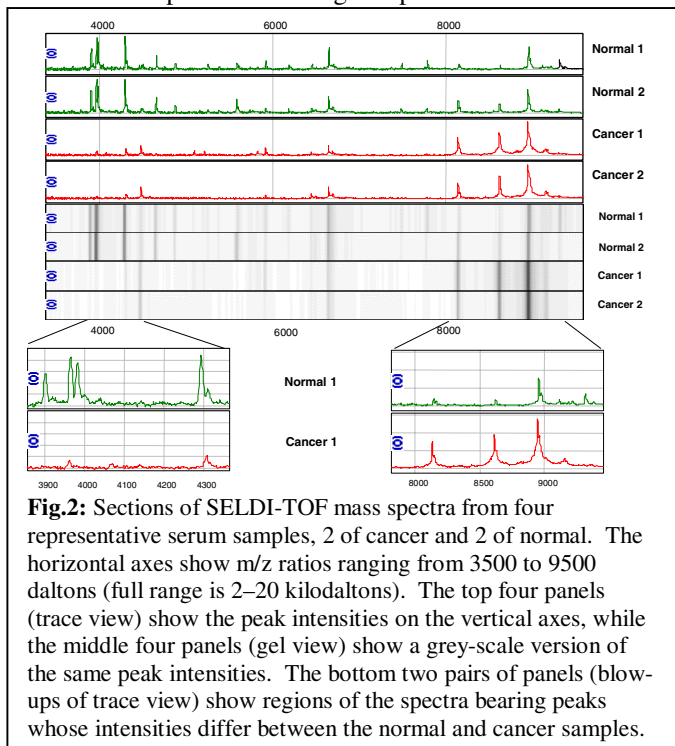 4000 6000 8000
Normal 1
Normal 2
Cancer 1
Cancer 2
Normal 1
Normal 2
Cancer 1
Cancer 2
4000 6000 8000
Normal 1
Cancer 1
3900 4000 4100 4200 4300
8000 8500 9000
Fig.2: Sections of SELDI-TOF mass spectra from four
representative serum samples, 2 of cancer and 2 of normal. The
horizontal axes show m/z ratios ranging from 3500 to 9500
daltons (full range is 2–20 kilodaltons). The top four panels
(trace view) show the peak intensities on the vertical axes, while
the middle four panels (gel view) show a grey-scale version of
the same peak intensities. The bottom two pairs of panels (blow-
ups of trace view) show regions of the spectra bearing peaks
whose intensities differ between the normal and cancer samples.